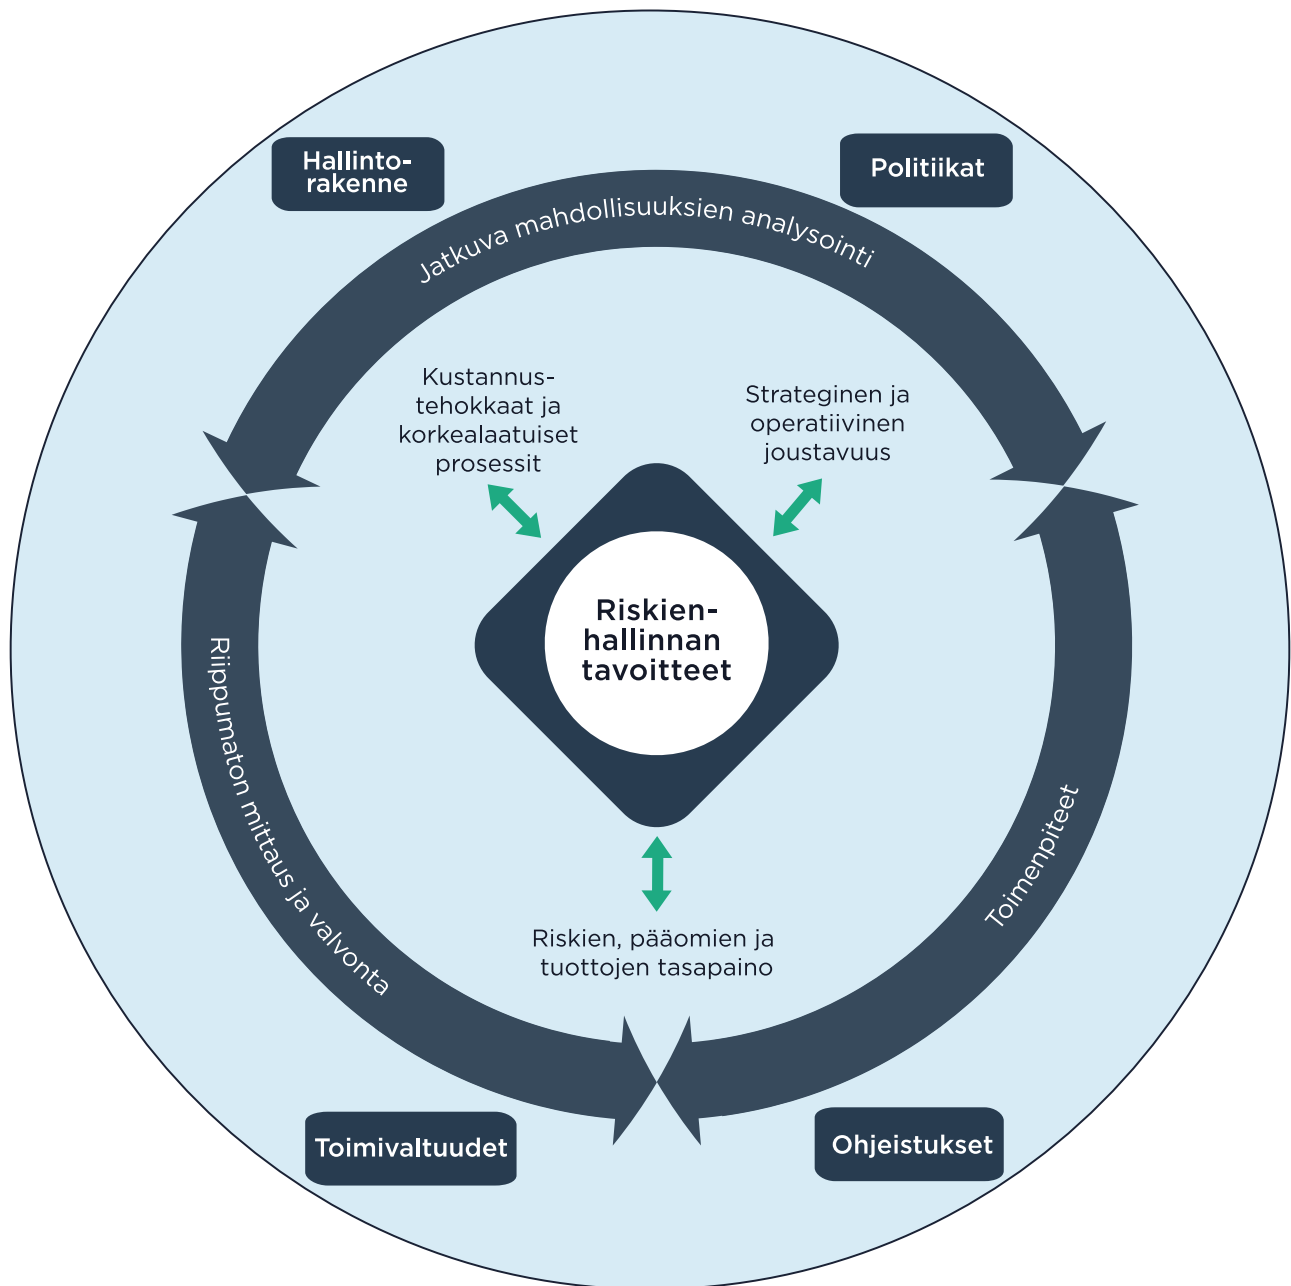 Hallinto-
rakenne
Politiikat
Jatkuva mahdollisuuksien analysointi
Kustannus-
tehokkaat ja
korkealaatuiset
prosessit
Strateginen ja
operatiivinen
joustavuus
Riskien-
hallinnan
tavoitteet
Riippumaton mittaus ja valvonta
Toimenpiteet
Riskien, pääomien ja
tuottojen tasapaino
Toimivaltuudet
Ohjeistukset